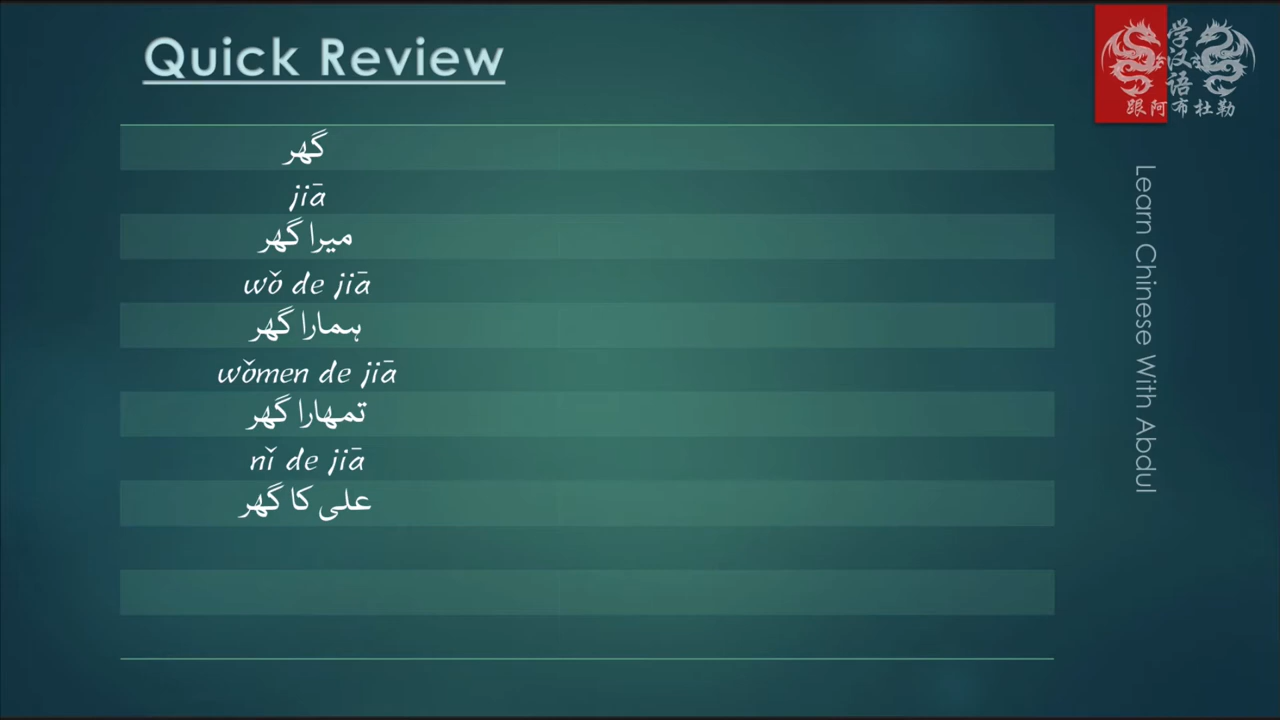 Quick Review
گھر
jiā
میرا گھر
wǒ de jiā
ہمارا گھر
wǒmen de jiā
تمہارا گھر
nǐ de jiā
علی کا گھر
学汉语
跟阿布杜勒
Learn Chinese With Abdul